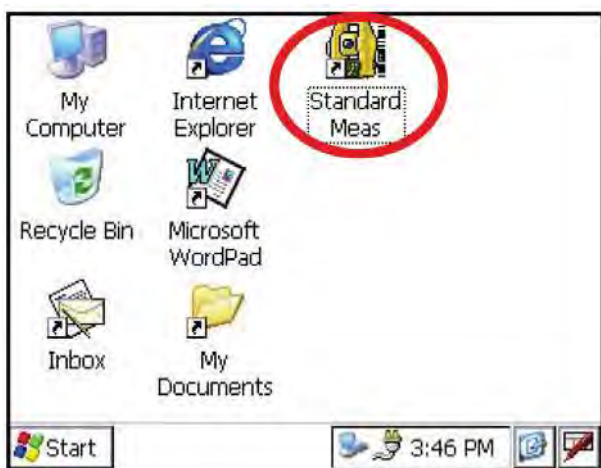 My
Computer
Internet
Explorer
Standard
Meas
Recycle Bin
Microsoft
WordPad
Inbox
My
Documents
Start
3:46 PM